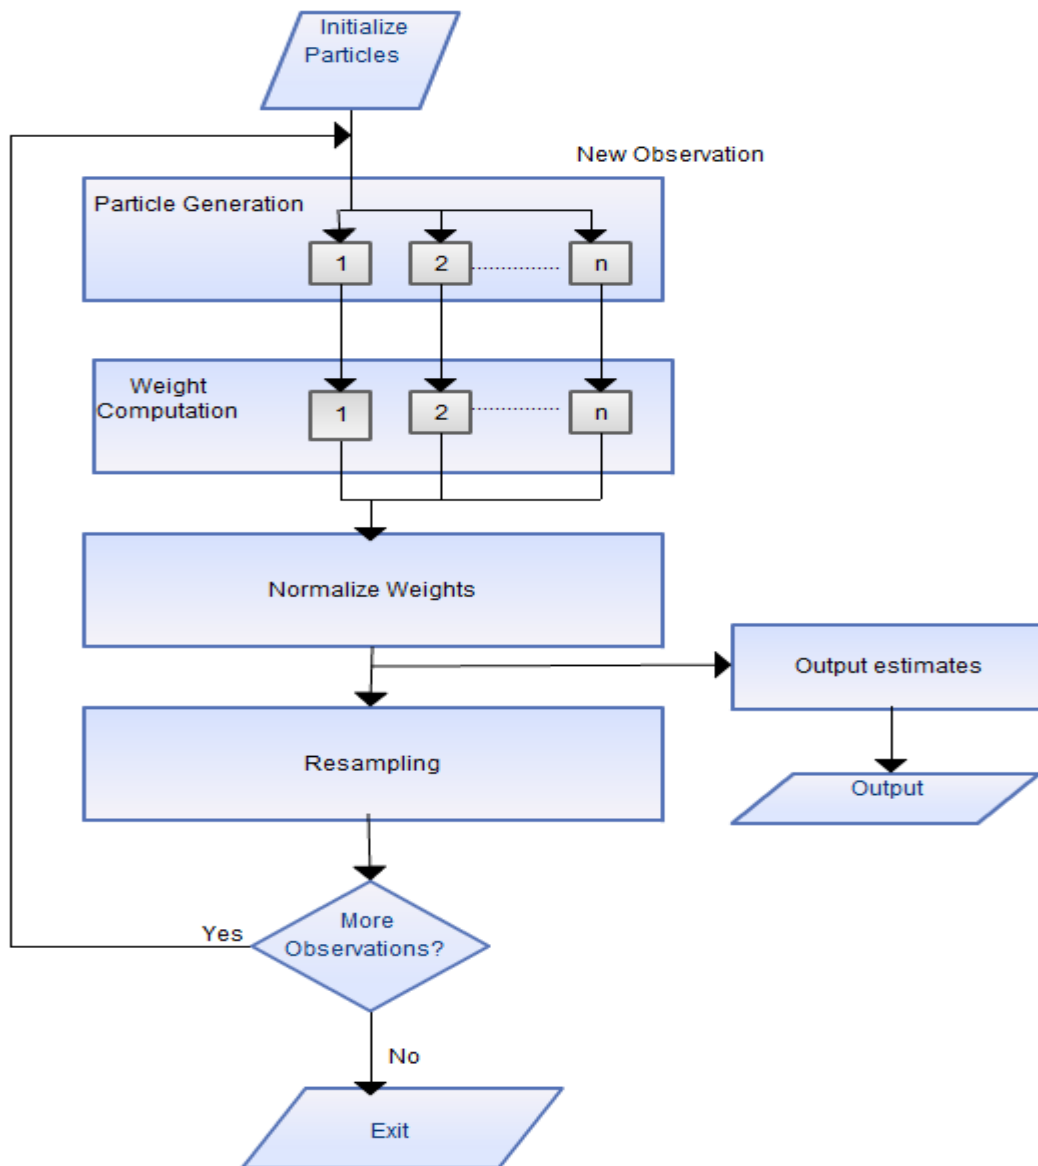 Initialize
Particles
New Observation
Particle Generation
1
2
n
Weight
Computation
1
2
n
Normalize Weights
Output estimates
Resampling
Output
More
Observations?
Yes
No
Exit